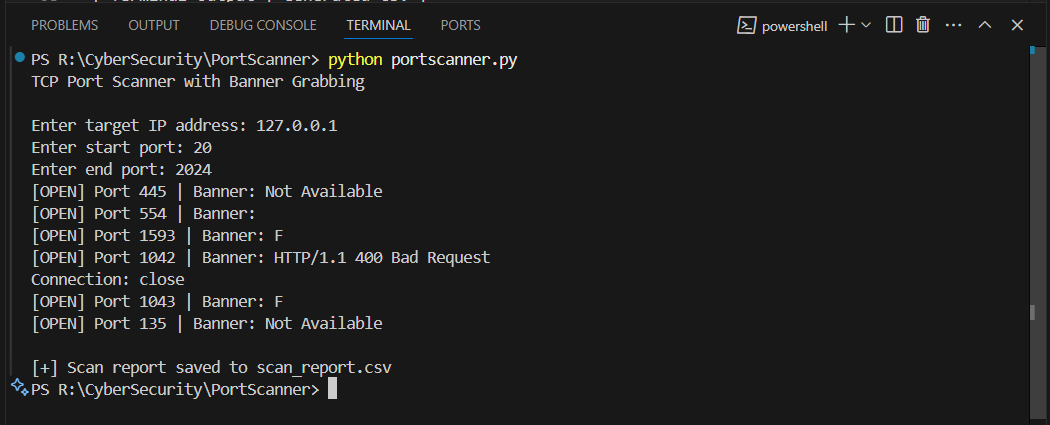 PROBLEMS OUTPUT DEBUG CONSOLE TERMINAL PORTS powershell
PS R:\CyberSecurity\PortScanner> python portscanner.py
TCP Port Scanner with Banner Grabbing
Enter target IP address: 127.0.0.1
Enter start port: 20
Enter end port: 2024
[OPEN] Port 445 | Banner: Not Available
[OPEN] Port 554 | Banner:
[OPEN] Port 1593 | Banner: F
[OPEN] Port 1042 | Banner: HTTP/1.1 400 Bad Request
Connection: close
[OPEN] Port 1043 | Banner: F
[OPEN] Port 135 | Banner: Not Available
[+] Scan report saved to scan_report.csv
PS R:\CyberSecurity\PortScanner>